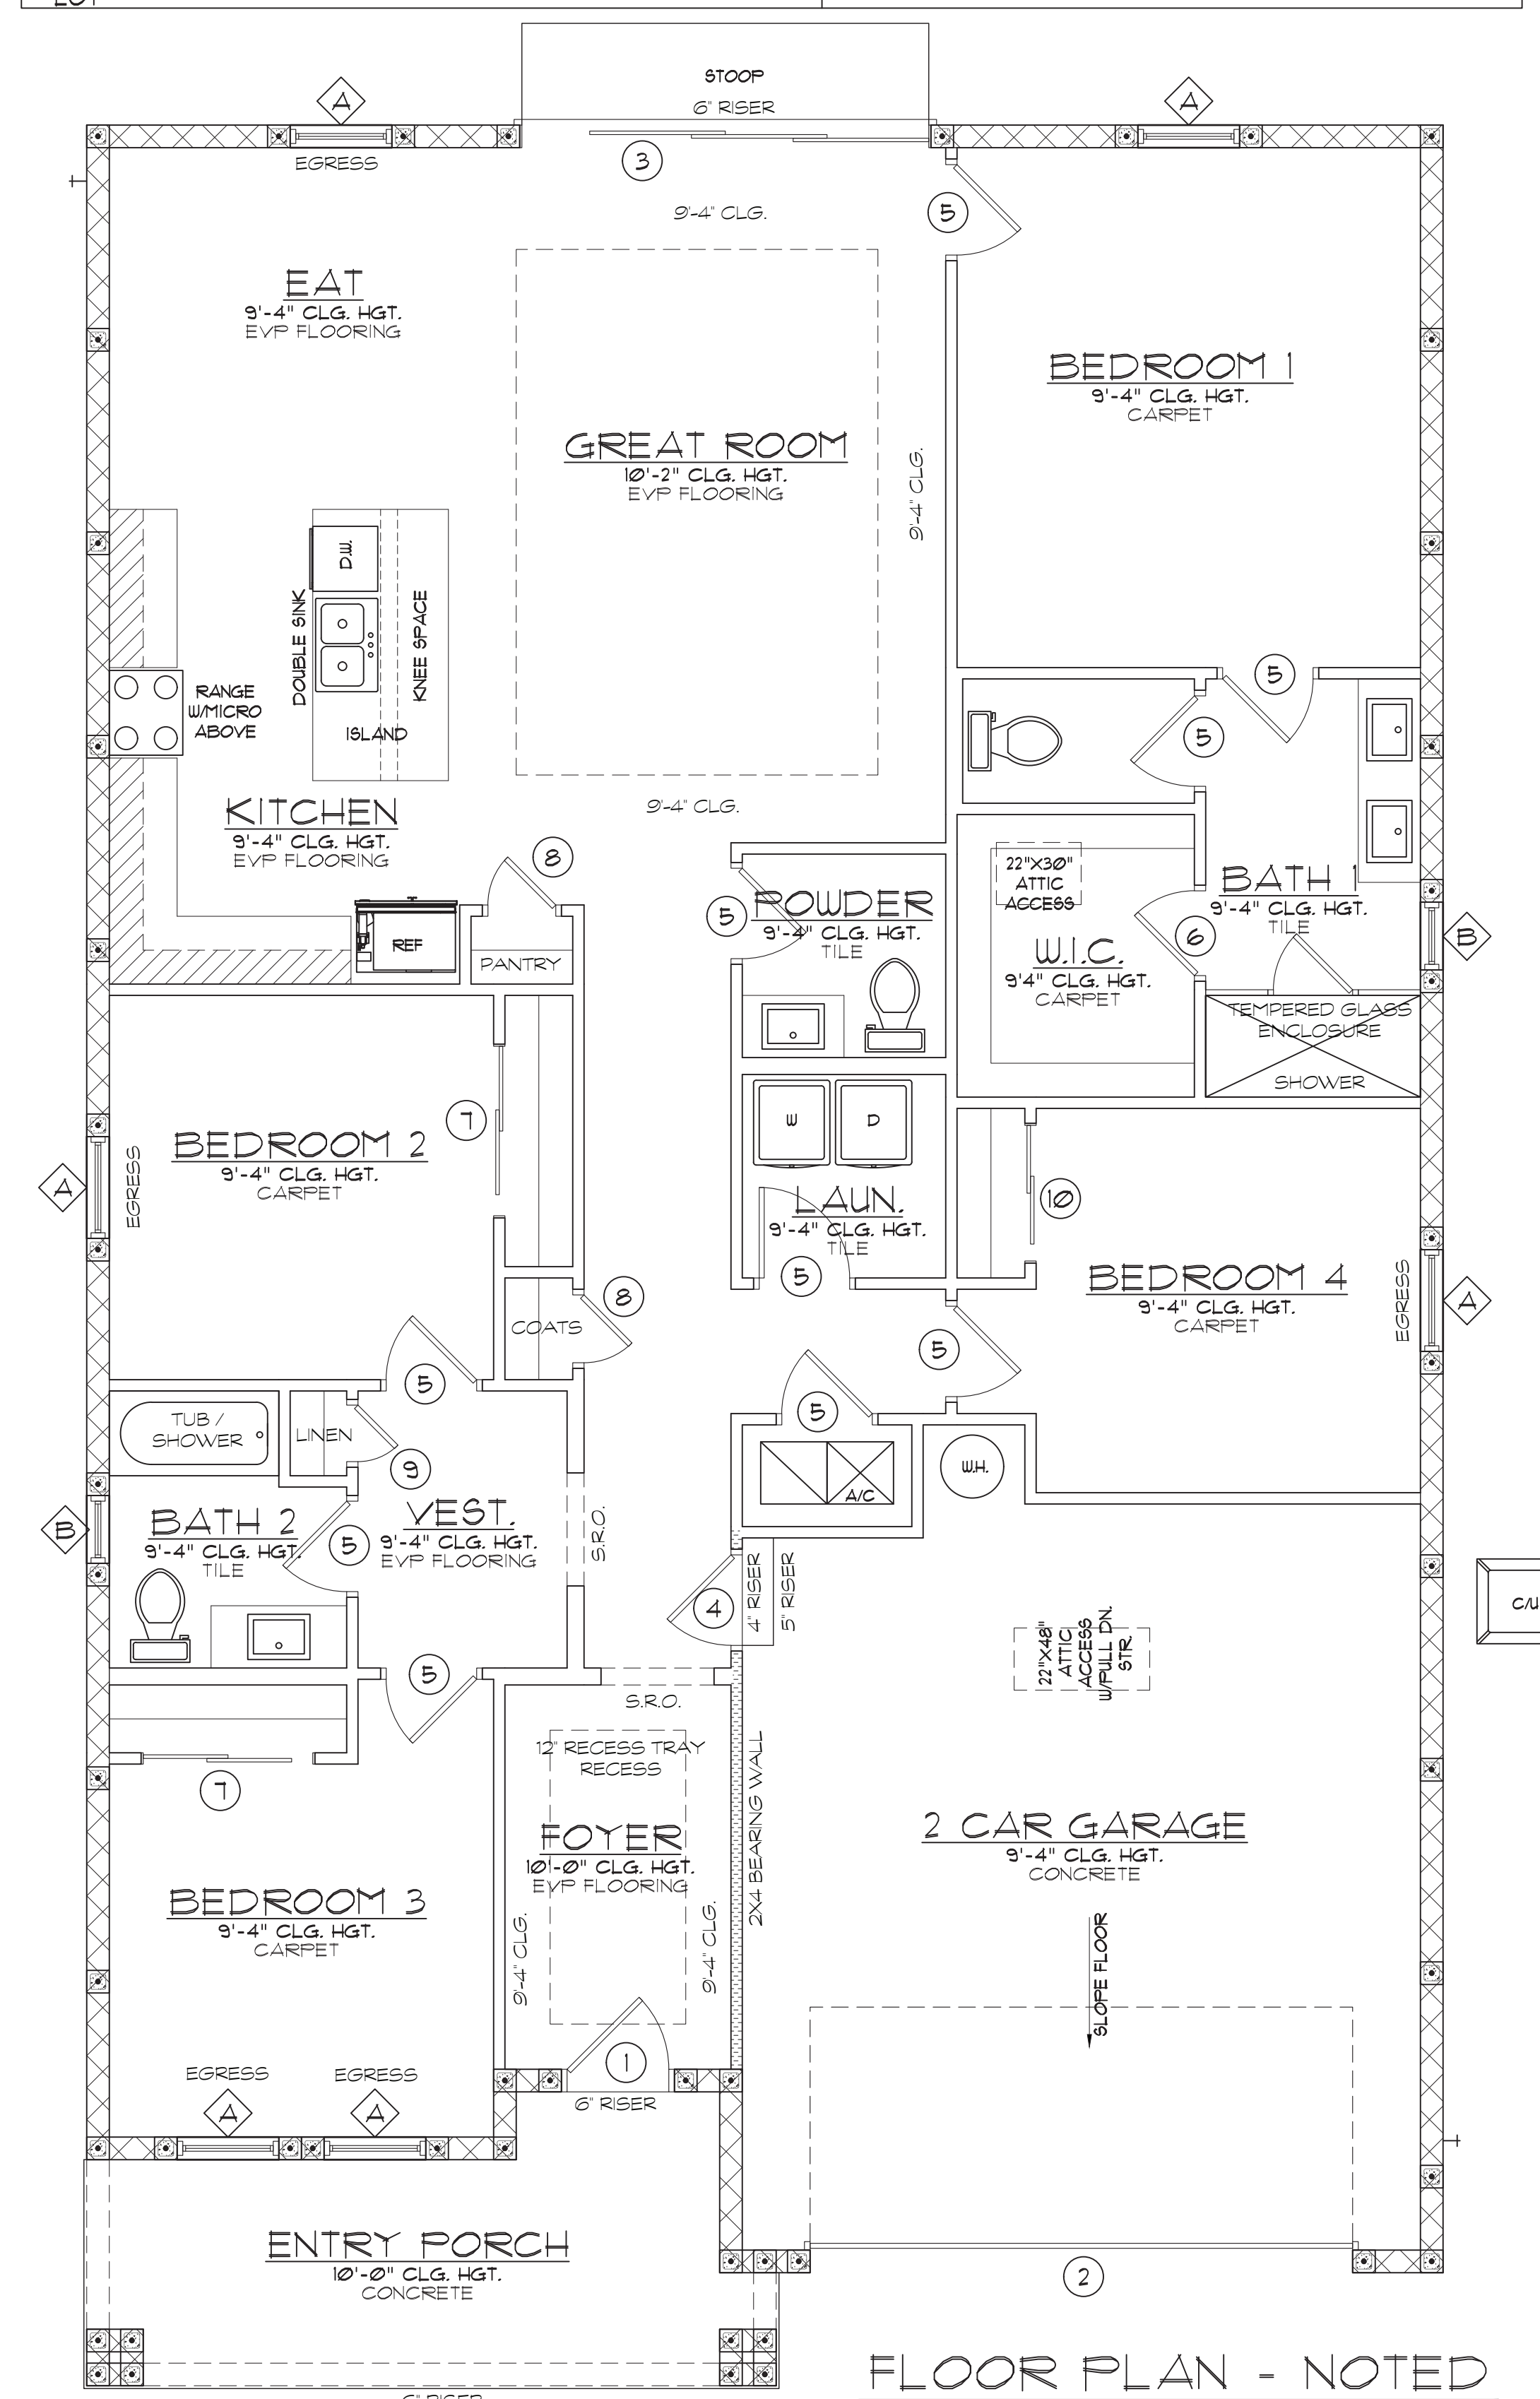 STOOP
6" RISER
A
A
3
EGRESS
5
9'-4" CLG.
EAT
9'-4" CLG. HGT.
EVP FLOORING
BEDROOM 1
9'-4" CLG. HGT.
CARPET
GREAT ROOM
10'-2" CLG. HGT.
EVP FLOORING
9'-4" CLG.
D.W.
DOUBLE SINK
KNEE SPACE
ISLAND
RANGE
W/MICRO
ABOVE
5
5
KITCHEN
9'-4" CLG. HGT.
EVP FLOORING
9'-4" CLG.
8
22"X30"
ATTIC
ACCESS
BATH 1
9'-4" CLG. HGT.
TILE
5
POWDER
9'-4" CLG. HGT.
TILE
6
B
REF
PANTRY
W.I.C.
9'4" CLG. HGT.
CARPET
TEMPERED GLASS
ENCLOSURE
SHOWER
7
W
D
BEDROOM 2
9'-4" CLG. HGT.
CARPET
EGRESS
A
LAUN.
9'-4" CLG. HGT.
TILE
10
5
8
COATS
BEDROOM 4
9'-4" CLG. HGT.
CARPET
EGRESS
A
5
5
5
TUB /
SHOWER
LINEN
9
W.H.
A/C
BATH 2
9'-4" CLG. HGT.
TILE
B
5
VEST.
9'-4" CLG. HGT.
EVP FLOORING
S.R.O.
4
4" RISER
5" RISER
22"X48"
ATTIC
ACCESS
W/PULL DN.
STR.
C/U
5
S.R.O.
12" RECESS TRAY
RECESS
7
2X4 BEARING WALL
FOYER
10'-0" CLG. HGT.
EVP FLOORING
2 CAR GARAGE
9'-4" CLG. HGT.
CONCRETE
BEDROOM 3
9'-4" CLG. HGT.
CARPET
9'-4" CLG.
9'-4" CLG.
SLOPE FLOOR
1
EGRESS
EGRESS
A
A
6" RISER
ENTRY PORCH
10'-0" CLG. HGT.
CONCRETE
2
FLOOR PLAN - NOTED